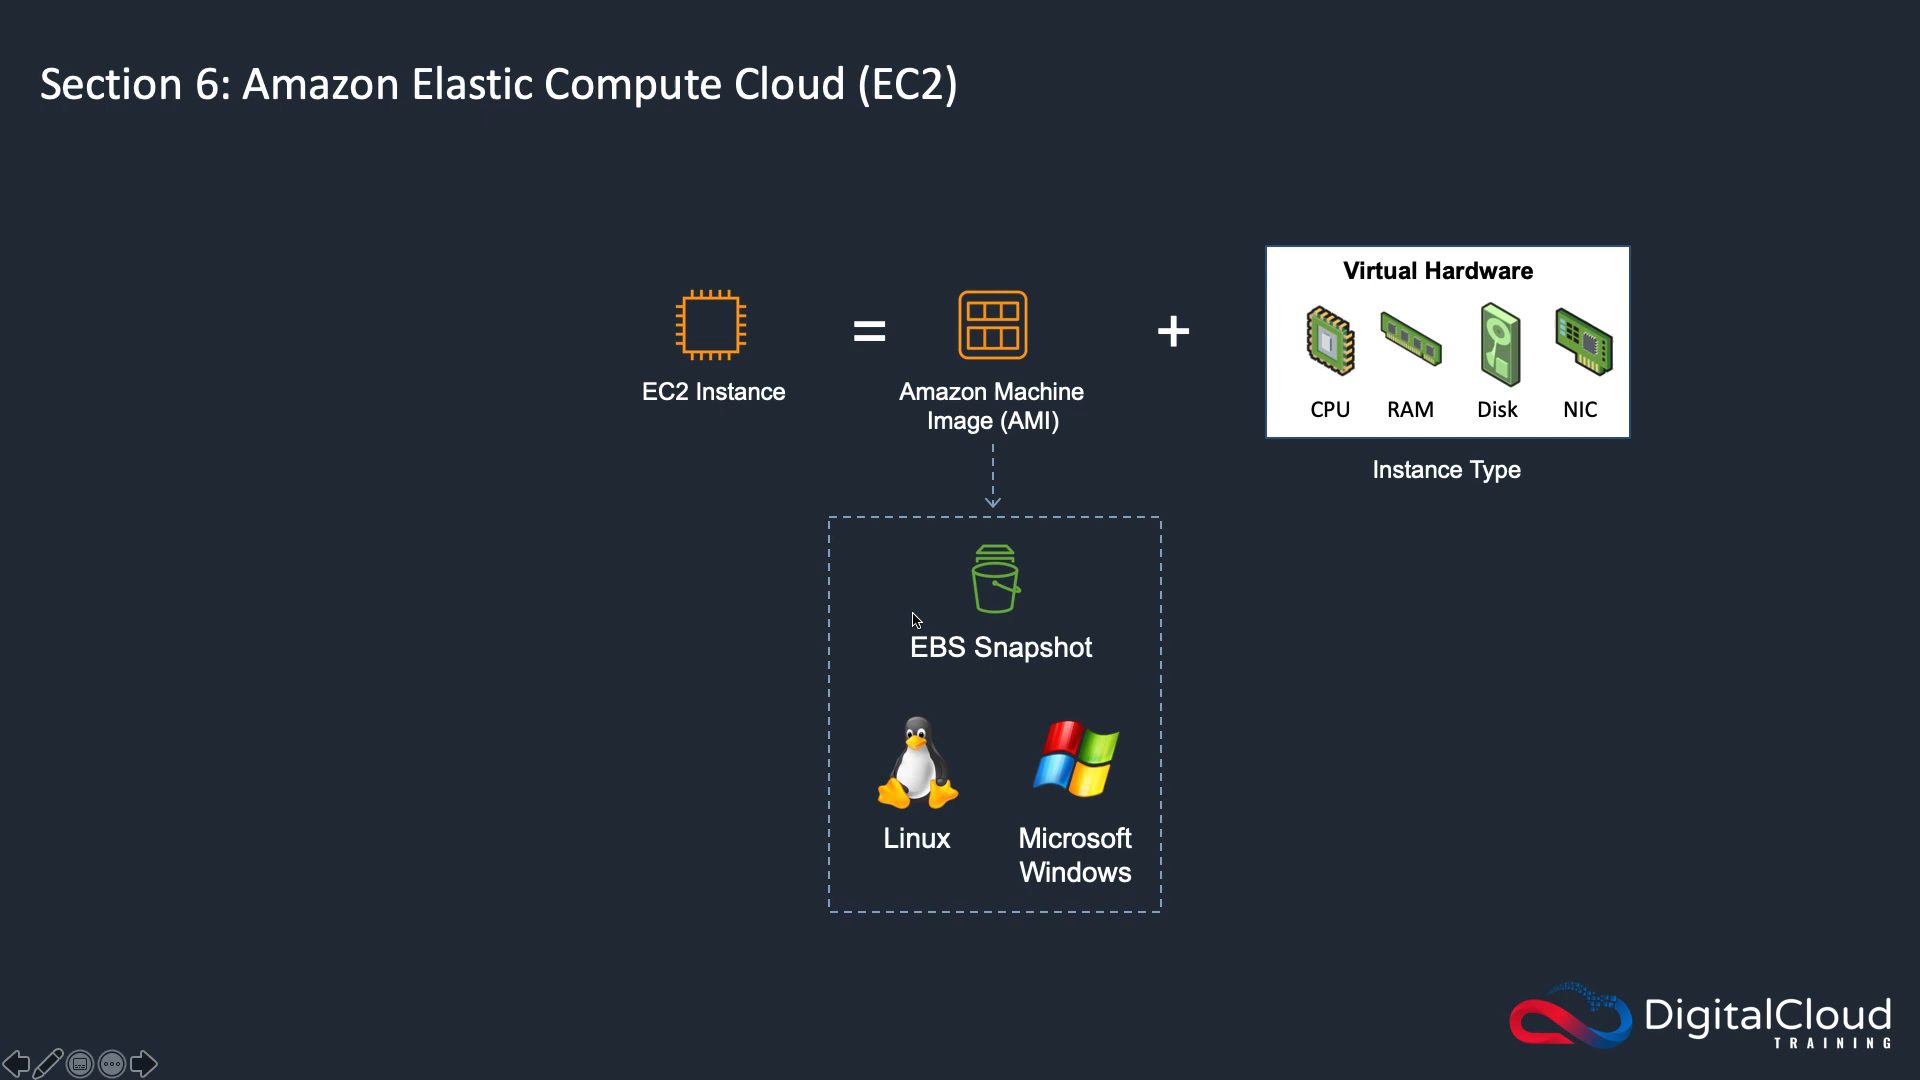 Section 6: Amazon Elastic Compute Cloud (EC2)
EC2 Instance
=
Amazon Machine
Image (AMI)
+
Virtual Hardware
CPU RAM Disk NIC
Instance Type
EBS Snapshot
Linux
Microsoft
Windows
DigitalCloud
TRAINING